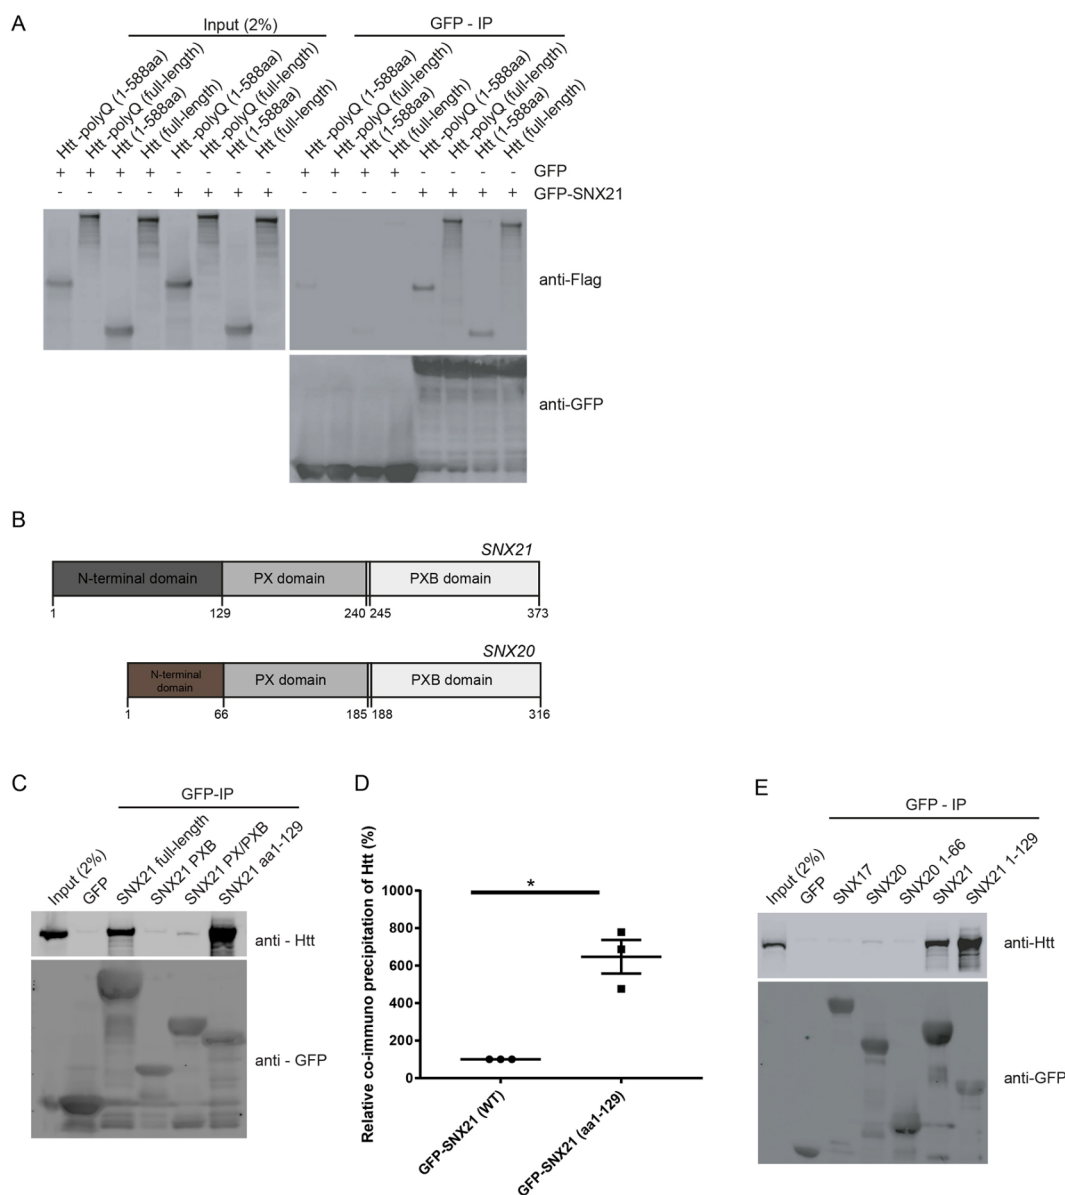 A
Input (2%)
GFP - IP
Htt -polyQ (1-588aa)
Htt -polyQ (full-length)
Htt (1-588aa)
Htt (full-length)
Htt -polyQ (1-588aa)
Htt -polyQ (full-length)
Htt (1-588aa)
Htt (full-length)
Htt -polyQ (1-588aa)
Htt -polyQ (full-length)
Htt (1-588aa)
Htt (full-length)
Htt -polyQ (1-588aa)
Htt -polyQ (full-length)
Htt (1-588aa)
Htt (full-length)
+ + + + - - - - + + + + - - - - GFP
- - - - + + + + - - - - + + + + GFP-SNX21
anti-Flag
anti-GFP
B
SNX21
N-terminal domain PX domain PXB domain
1 129 240 245 373
SNX20
N-terminal
domain
PX domain PXB domain
1 66 185 188 316
C
GFP-IP
Input (2%)
GFP
SNX21 full-length
SNX21 PXB
SNX21 PX/PXB
SNX21 aa1-129
anti - Htt
anti - GFP
D
Relative co-immuno precipitation of Htt (%)
1000
800
600
400
200
0
*
GFP-SNX21 (WT)
GFP-SNX21 (aa1-129)
E
GFP - IP
Input (2%)
GFP
SNX17
SNX20
SNX20 1-66
SNX21
SNX21 1-129
anti-Htt
anti-GFP